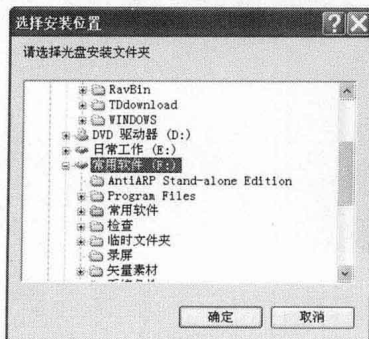 选择安装位置
请选择光盘安装文件夹
RavBin
TDdownload
WINDOWS
DVD 驱动器 (D:)
日常工作 (E:)
常用软件 (F:)
AntiARP Stand-alone Edition
Program Files
常用软件
检查
临时文件夹
录屏
矢量素材
确定
取消